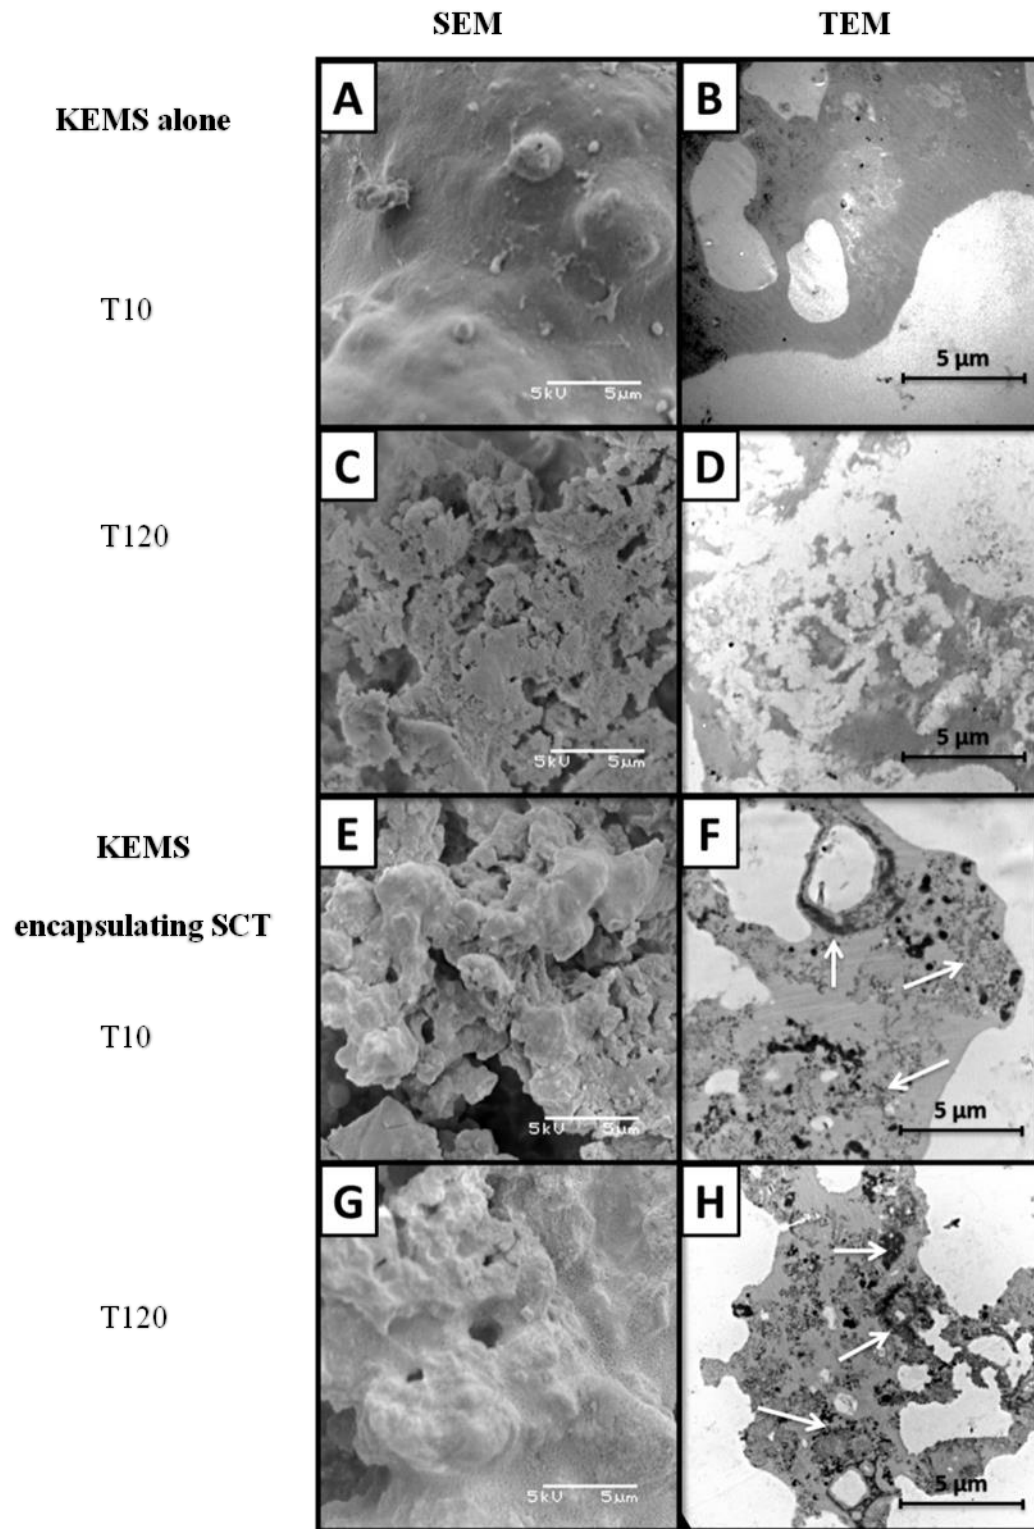 SEM TEM
KEMS alone
A B
T10
5kV 5µm
5 µm
C D
T120
5kV 5µm
5 µm
E F
KEMS
encapsulating SCT
T10
5kV 5µm
5 µm
G H
T120
5kV 5µm
5 µm